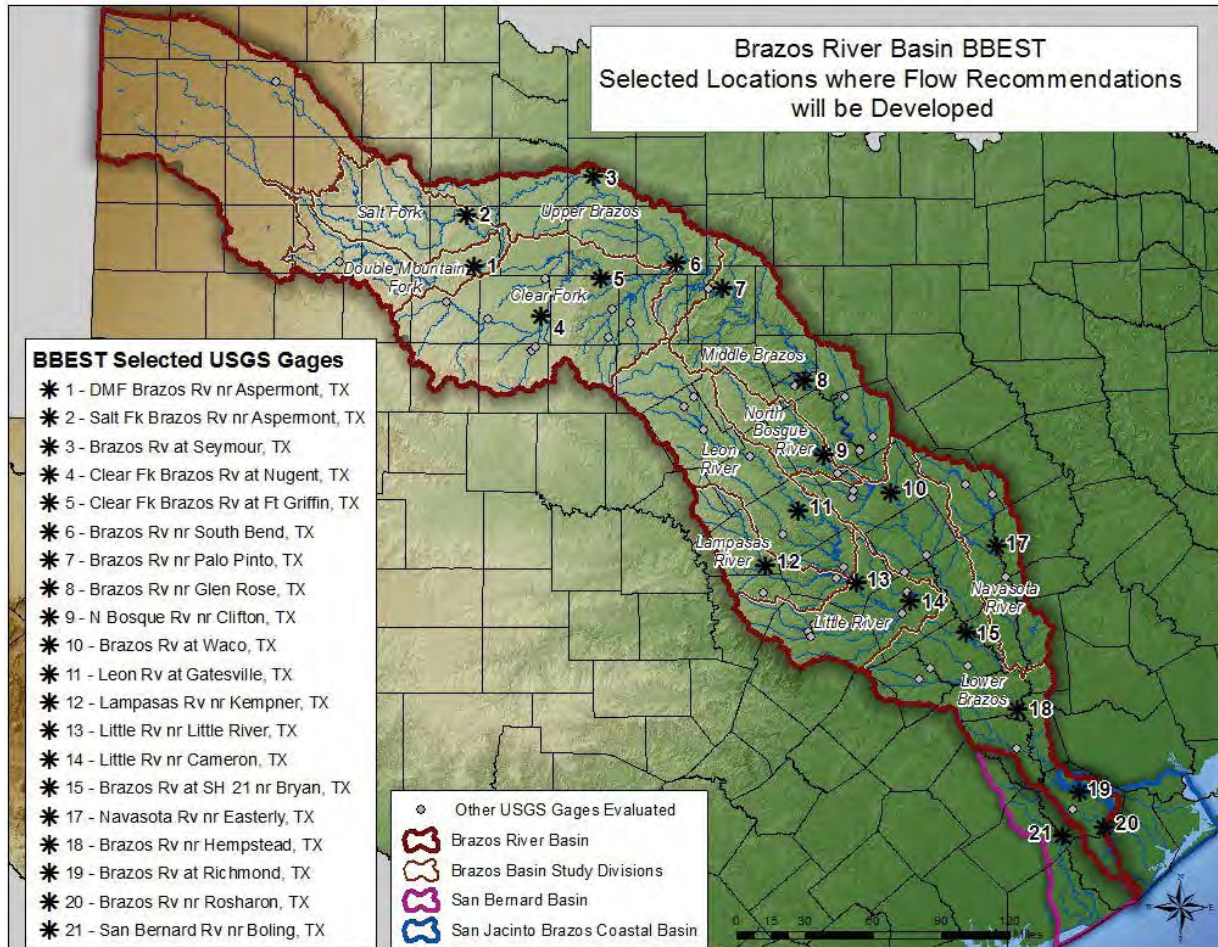 Brazos River Basin BBEST
Selected Locations where Flow Recommendations
will be Developed
3
Salt Fork
2
Upper Brazos
Double Mountain
Fork
1
6
5
7
Clear Fork
4
Middle Brazos
8
North
Bosque
River
9
Leon
River
10
11
17
Lampasas
River
12
13
14
Navasota
River
Little River
15
Lower
Brazos
18
19
20
21
BBEST Selected USGS Gages
1 - DMF Brazos Rv nr Aspermont, TX
2 - Salt Fk Brazos Rv nr Aspermont, TX
3 - Brazos Rv at Seymour, TX
4 - Clear Fk Brazos Rv at Nugent, TX
5 - Clear Fk Brazos Rv at Ft Griffin, TX
6 - Brazos Rv nr South Bend, TX
7 - Brazos Rv nr Palo Pinto, TX
8 - Brazos Rv nr Glen Rose, TX
9 - N Bosque Rv nr Clifton, TX
10 - Brazos Rv at Waco, TX
11 - Leon Rv at Gatesville, TX
12 - Lampasas Rv nr Kempner, TX
13 - Little Rv nr Little River, TX
14 - Little Rv nr Cameron, TX
15 - Brazos Rv at SH 21 nr Bryan, TX
17 - Navasota Rv nr Easterly, TX
18 - Brazos Rv nr Hempstead, TX
19 - Brazos Rv at Richmond, TX
20 - Brazos Rv nr Rosharon, TX
21 - San Bernard Rv nr Boling, TX
Other USGS Gages Evaluated
Brazos River Basin
Brazos Basin Study Divisions
San Bernard Basin
San Jacinto Brazos Coastal Basin
0 15 30 60 90 120
Miles
N
W E
S